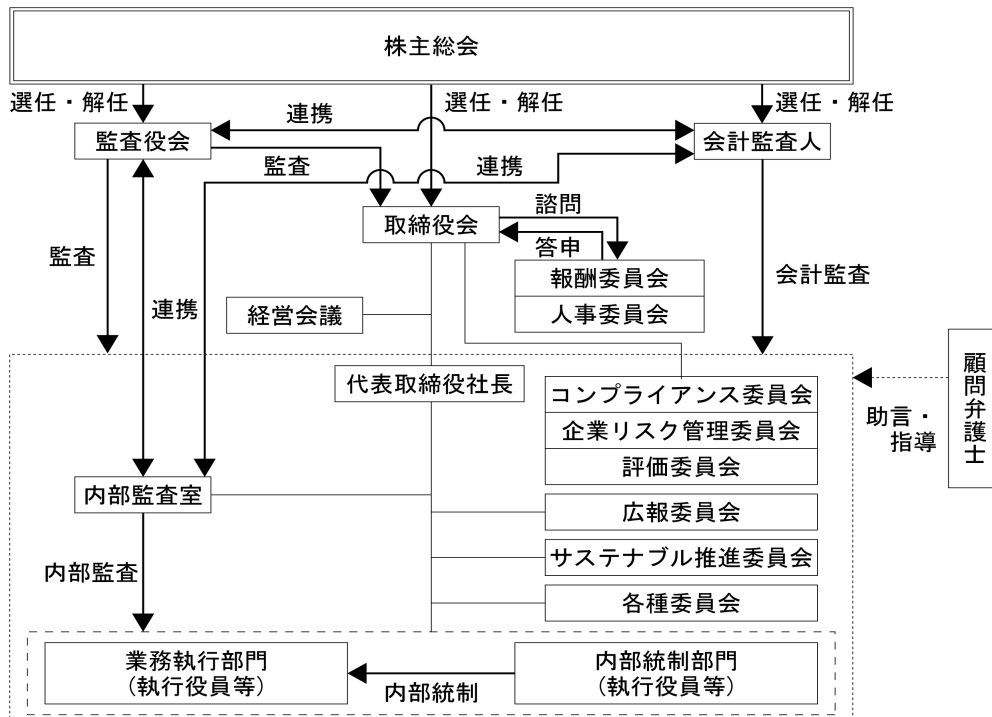 株主総会
選任・解任
選任・解任
選任・解任
連携
監査役会
会計監査人
監査
連携
取締役会
諮問
答申
監査
報酬委員会
人事委員会
会計監査
連携
経営会議
代表取締役社長
コンプライアンス委員会
企業リスク管理委員会
評価委員会
顧問弁護士
助言・
指導
内部監査室
広報委員会
サステナブル推進委員会
内部監査
各種委員会
業務執行部門
(執行役員等)
内部統制
内部統制部門
(執行役員等)